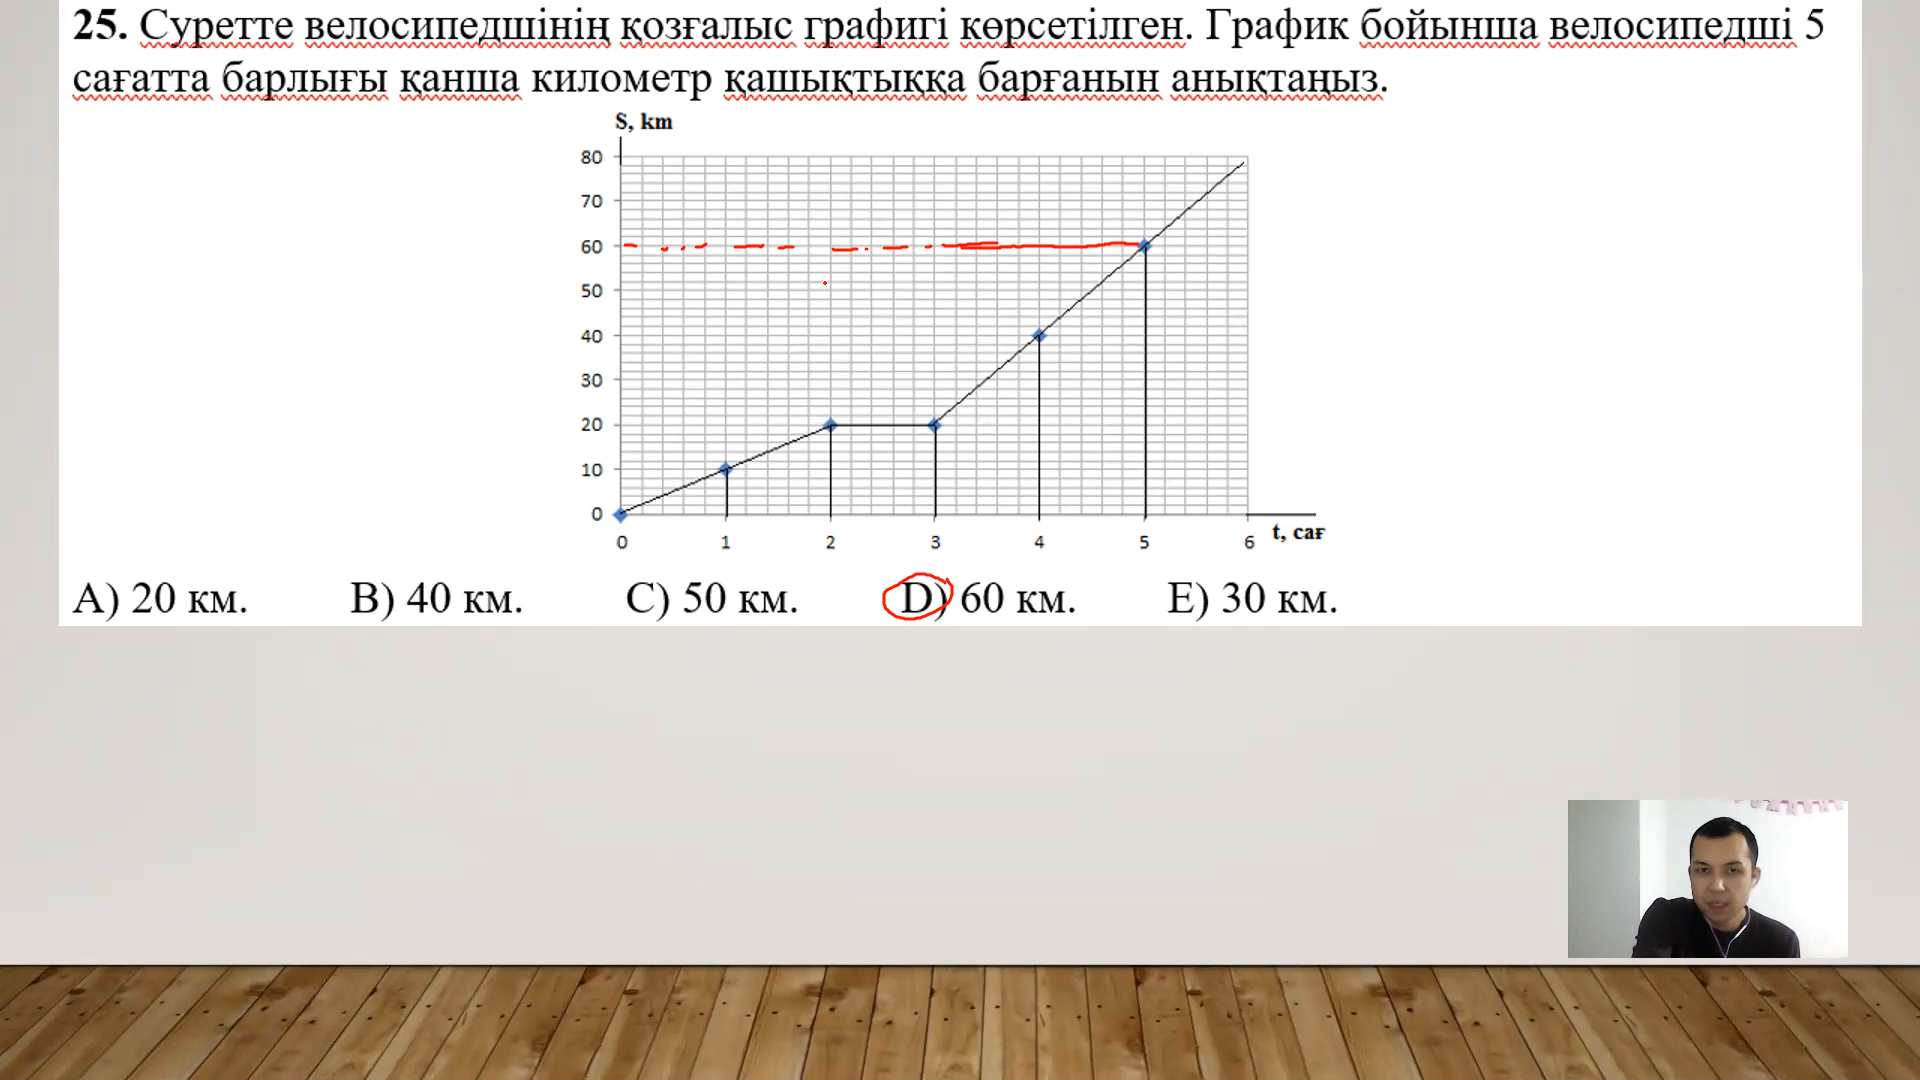 25. Суретте велосипедшінің қозғалыс графигі көрсетілген. График бойынша велосипедші 5
сағатта барлығы қанша километр қашықтыққа барғанын анықтаңыз.
S, km
80
70
60
50
40
30
20
10
0
0 1 2 3 4 5 6
t, сағ
A) 20 км. B) 40 км. C) 50 км. D) 60 км. E) 30 км.